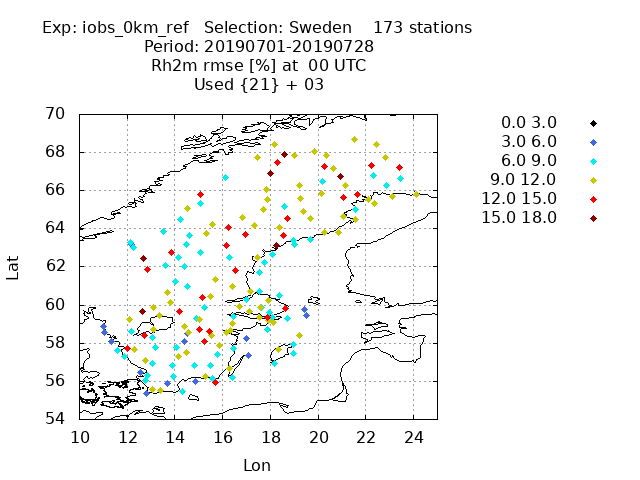 Exp: iobs_0km_ref   Selection: Sweden    173 stations
Period: 20190701-20190728
Rh2m rmse [%] at  00 UTC
Used {21} + 03
0.0 3.0
3.0 6.0
6.0 9.0
9.0 12.0
12.0 15.0
15.0 18.0
Lat
70
68
66
64
62
60
58
56
54
10 12 14 16 18 20 22 24
Lon